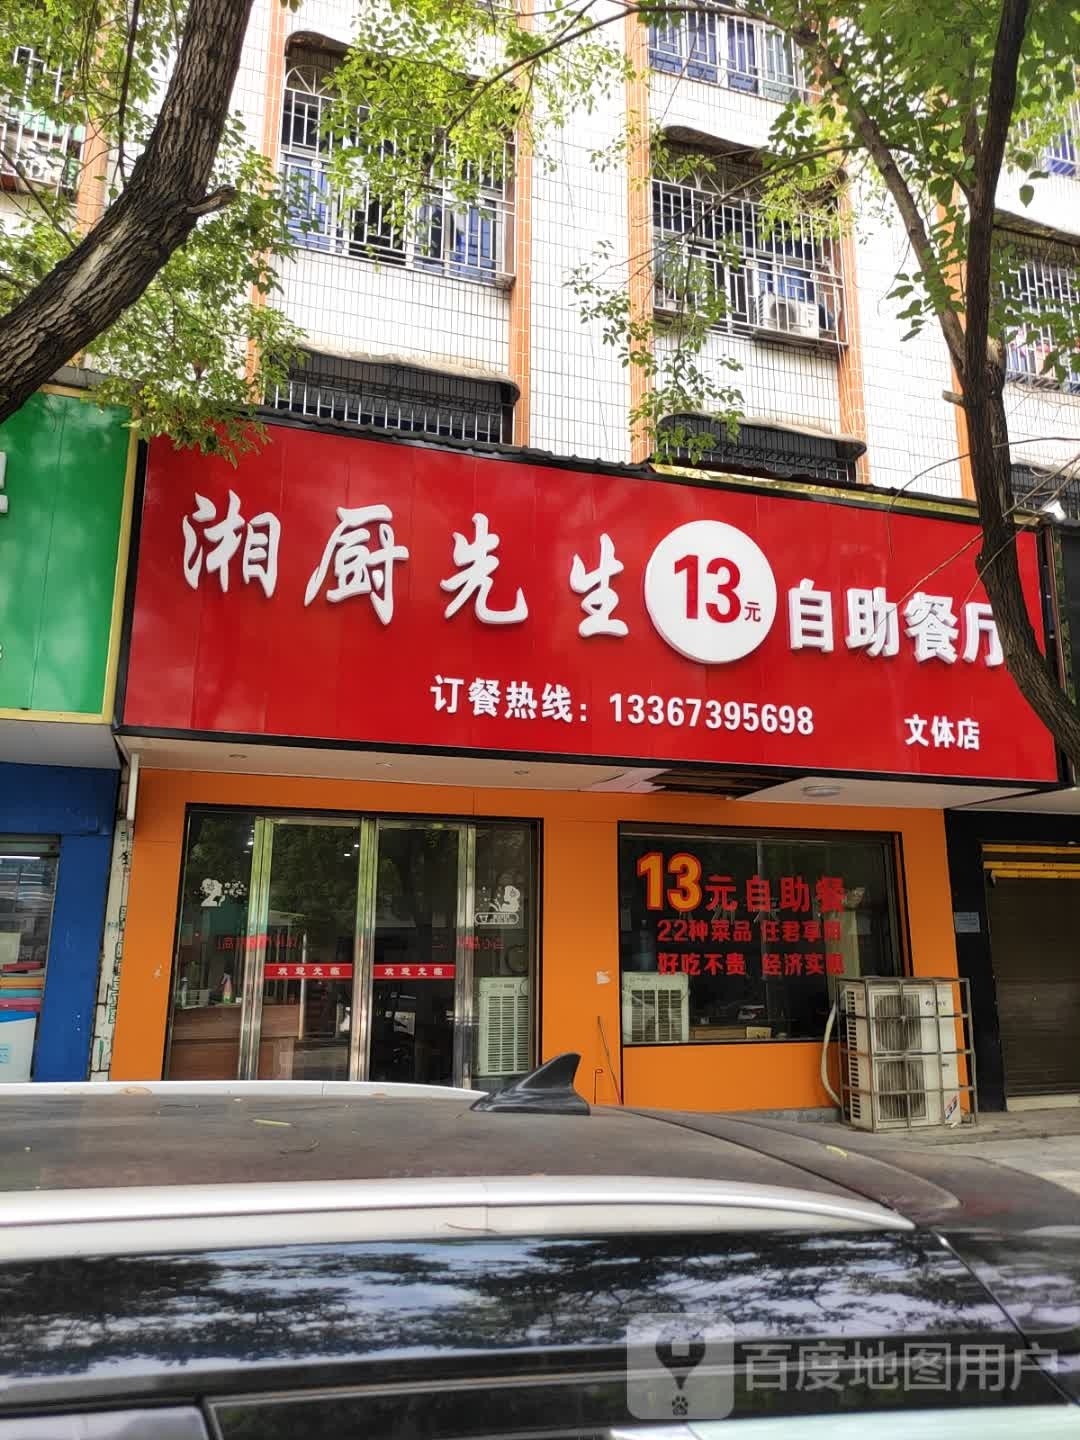 湘厨先生 13元 自助餐厅
订餐热线：13367395698 文体店
13元自助餐
22种菜品 任君享用
好吃不贵 经济实惠
欢迎光临 欢迎光临
百度地图用户